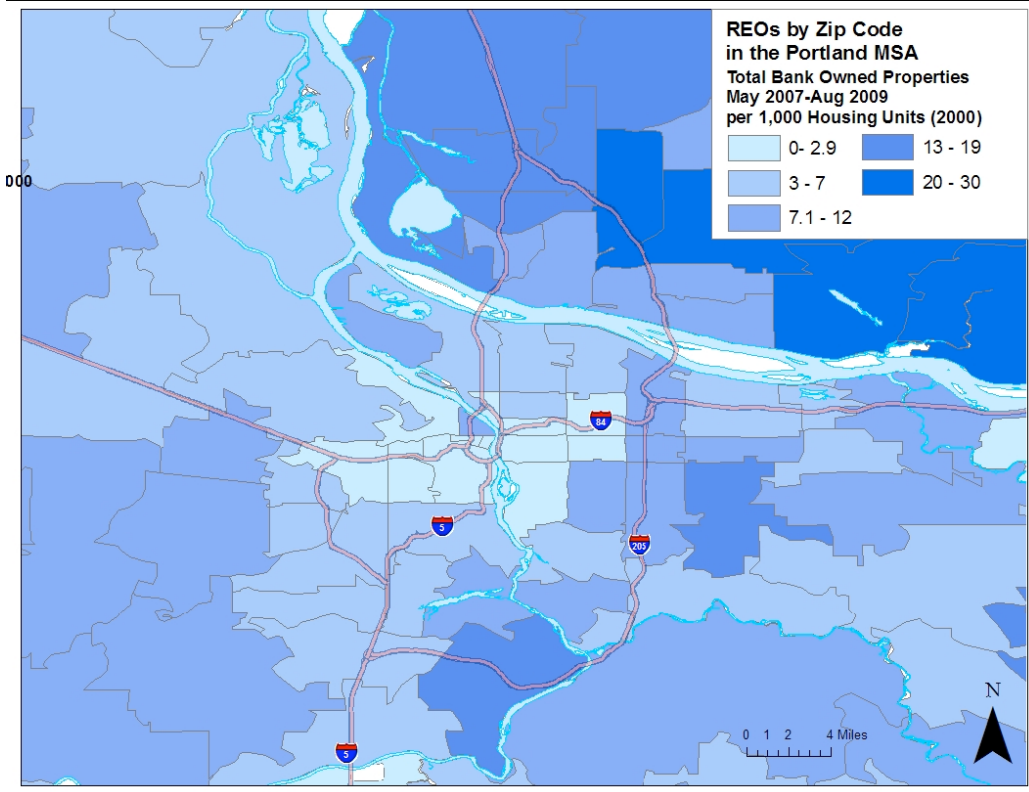 REOs by Zip Code
in the Portland MSA
Total Bank Owned Properties
May 2007-Aug 2009
per 1,000 Housing Units (2000)
0- 2.9
13 - 19
3 - 7
20 - 30
7.1 - 12
000
84
5
205
N
0 1 2 4 Miles
5